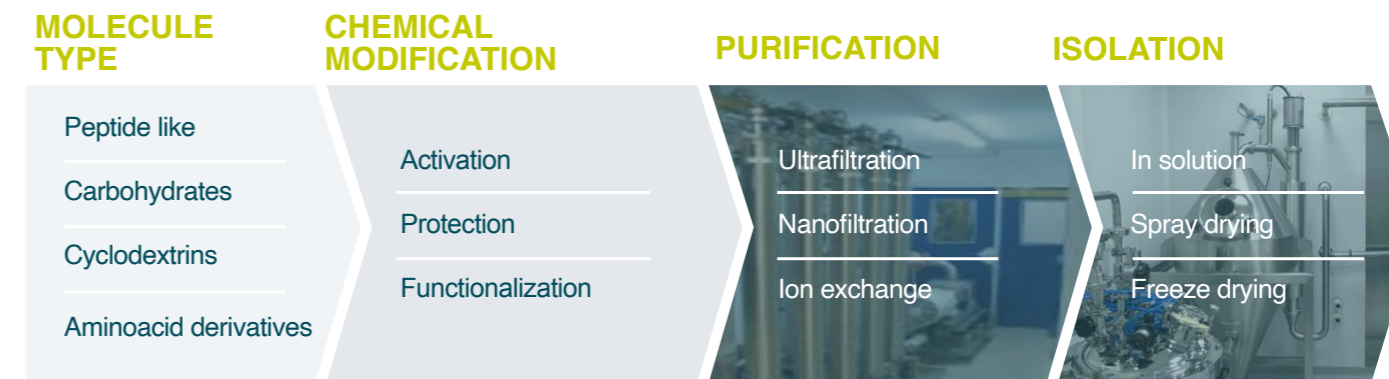 MOLECULE
TYPE
Peptide like
Carbohydrates
Cyclodextrins
Aminoacid derivatives
CHEMICAL
MODIFICATION
Activation
Protection
Functionalization
PURIFICATION
Ultrafiltration
Nanofiltration
Ion exchange
ISOLATION
In solution
Spray drying
Freeze drying